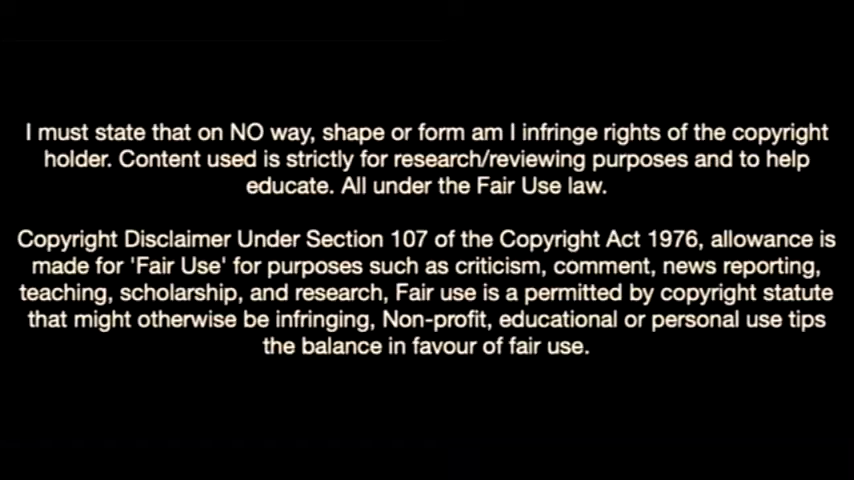 I must state that on NO way, shape or form am I infringe rights of the copyright
holder. Content used is strictly for research/reviewing purposes and to help
educate. All under the Fair Use law.
Copyright Disclaimer Under Section 107 of the Copyright Act 1976, allowance is
made for 'Fair Use' for purposes such as criticism, comment, news reporting,
teaching, scholarship, and research, Fair use is a permitted by copyright statute
that might otherwise be infringing, Non-profit, educational or personal use tips
the balance in favour of fair use.